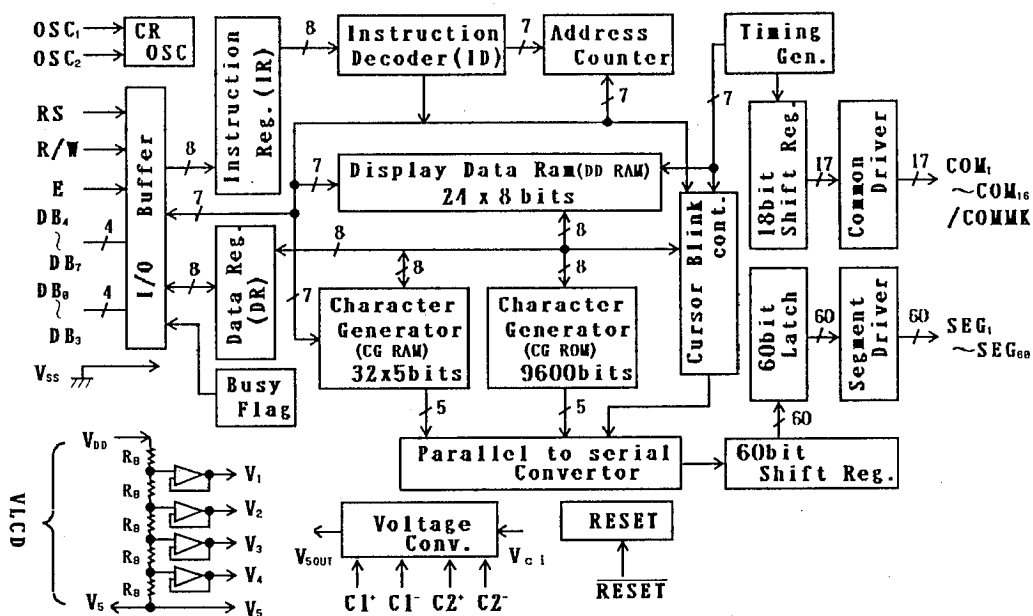 OSC₁
OSC₂
CR
OSC
Instruction
Reg. (IR)
8
Instruction
Decoder(ID)
7
Address
Counter
Timing
Gen.
7
7
RS
R/W
E
DB₄
~
DB₇
4
DB₀
~
DB₃
4
VSS
I/O Buffer
8
7
8
Data Reg.
(DR)
Busy
Flag
7
Display Data Ram(DD RAM)
24 x 8 bits
8
8
8
8
7
Character
Generator
(CG RAM)
32x5bits
Character
Generator
(CG ROM)
9600bits
Cursor Blink
cont.
18bit
Shift Reg.
17
Common
Driver
17
COM₁
~COM₁₆
/COMMK
60bit
Latch
60
Segment
Driver
60
SEG₁
~SEG₆₀
60
5
5
Parallel to serial
Convertor
60bit
Shift Reg.
VLCD
VDD
RB
RB
RB
RB
RB
V₁
V₂
V₃
V₄
V₅
V₅
Voltage
Conv.
V5OUT
Vci
C1⁺
C1⁻
C2⁺
C2⁻
RESET
RESET